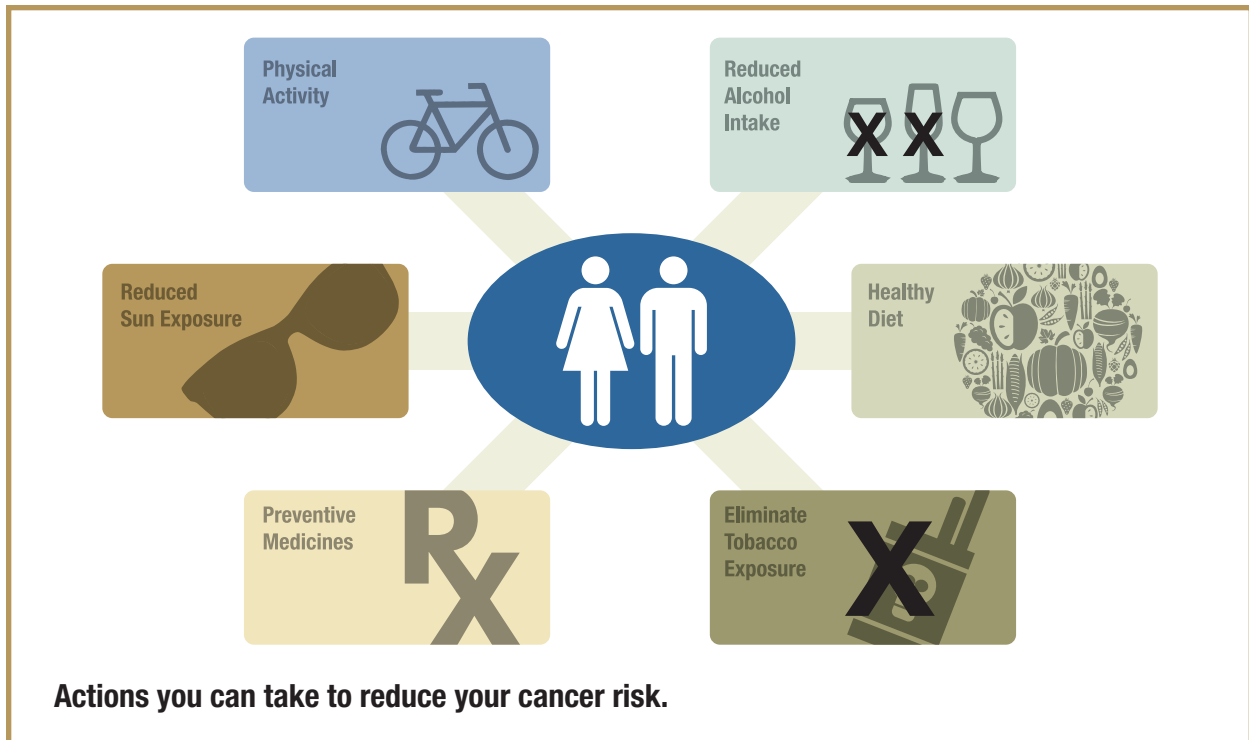 Physical
Activity
Reduced
Alcohol
Intake
X X
Reduced
Sun Exposure
Healthy
Diet
Preventive
Medicines
RX
Eliminate
Tobacco
Exposure
X
Actions you can take to reduce your cancer risk.